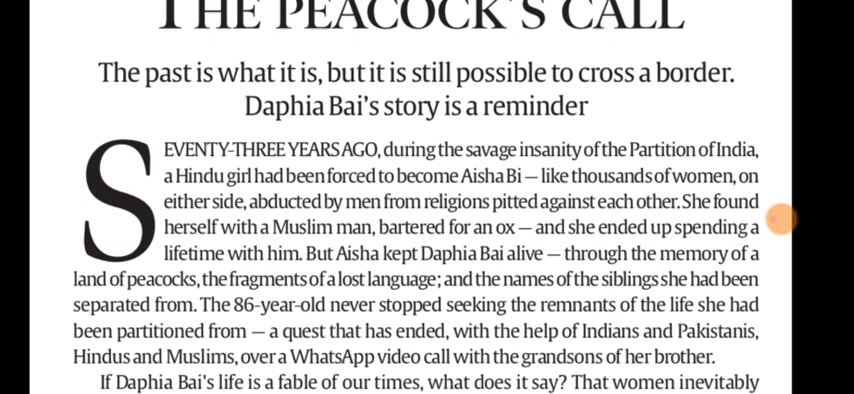 THE PEACOCK'S CALL
The past is what it is, but it is still possible to cross a border.
Daphia Bai's story is a reminder
SEVENTY-THREE YEARS AGO, during the savage insanity of the Partition of India,
a Hindu girl had been forced to become Aisha Bi — like thousands of women, on
either side, abducted by men from religions pitted against each other. She found
herself with a Muslim man, bartered for an ox — and she ended up spending a
lifetime with him. But Aisha kept Daphia Bai alive — through the memory of a
land of peacocks, the fragments of a lost language; and the names of the siblings she had been
separated from. The 86-year-old never stopped seeking the remnants of the life she had
been partitioned from — a quest that has ended, with the help of Indians and Pakistanis,
Hindus and Muslims, over a WhatsApp video call with the grandsons of her brother.
If Daphia Bai's life is a fable of our times, what does it say? That women inevitably